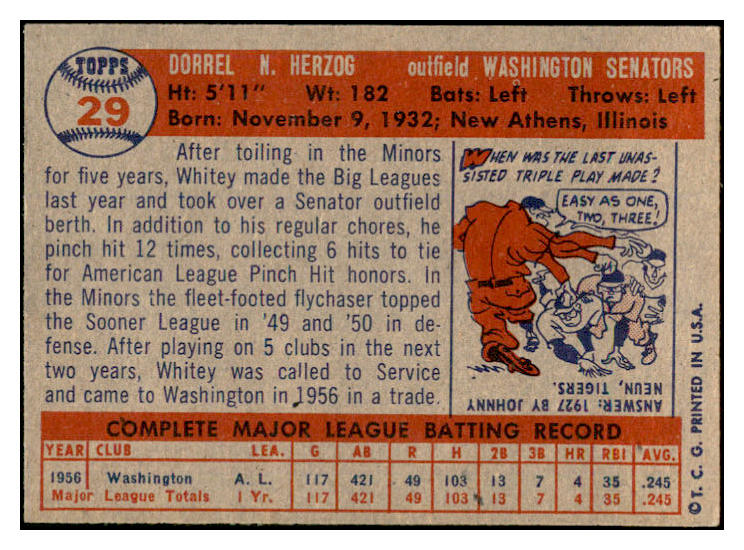 TOPPS
29
DORREL N. HERZOG outfield WASHINGTON SENATORS
Ht: 5'11" Wt: 182 Bats: Left Throws: Left
Born: November 9, 1932; New Athens, Illinois
After toiling in the Minors
for five years, Whitey made the Big Leagues
last year and took over a Senator outfield
berth. In addition to his regular chores, he
pinch hit 12 times, collecting 6 hits to tie
for American League Pinch Hit honors. In
the Minors the fleet-footed flychaser topped
the Sooner League in '49 and '50 in de-
fense. After playing on 5 clubs in the next
two years, Whitey was called to Service
and came to Washington in 1956 in a trade.
WHEN WAS THE LAST UNAS-
SISTED TRIPLE PLAY MADE?
EASY AS ONE,
TWO, THREE!
ANSWER: 1927 BY JOHNNY
NEUN, TIGERS.
COMPLETE MAJOR LEAGUE BATTING RECORD
YEAR CLUB LEA. G AB R H 2B 3B HR RBI AVG.
1956 Washington A. L. 117 421 49 103 13 7 4 35 .245
Major League Totals 1 Yr. 117 421 49 103 13 7 4 35 .245
© T. C. G. PRINTED IN U.S.A.